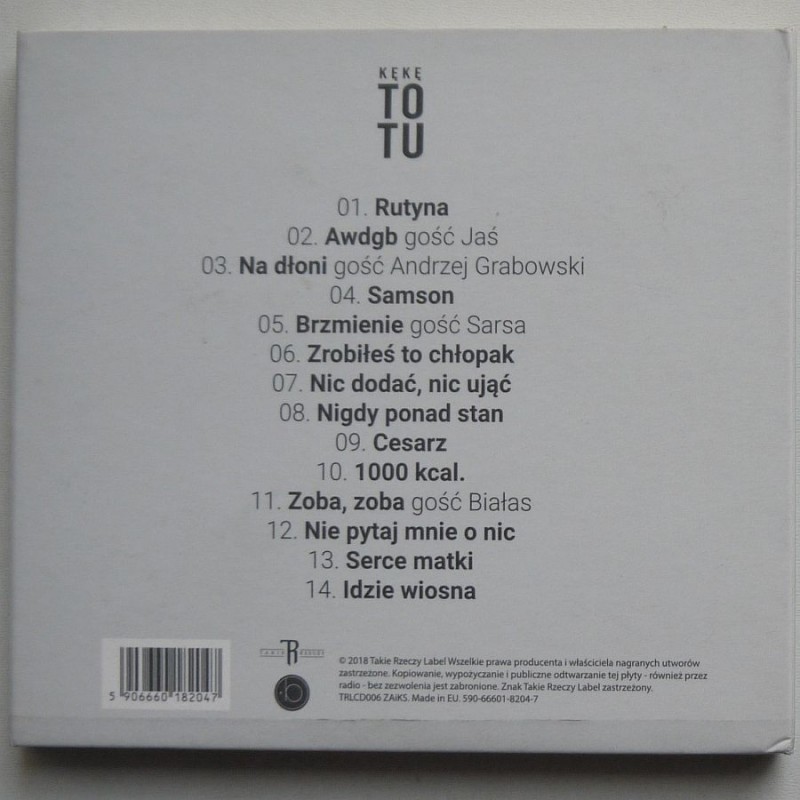 KĘKĘ
TO
TU
01. Rutyna
02. Awdgb gość Jaś
03. Na dłoni gość Andrzej Grabowski
04. Samson
05. Brzmienie gość Sarsa
06. Zrobiłeś to chłopak
07. Nic dodać, nic ująć
08. Nigdy ponad stan
09. Cesarz
10. 1000 kcal.
11. Zoba, zoba gość Białas
12. Nie pytaj mnie o nic
13. Serce matki
14. Idzie wiosna
5 906660 182047
TAKIE R RZECZY
© 2018 Takie Rzeczy Label Wszelkie prawa producenta i właściciela nagranych utworów
zastrzeżone. Kopiowanie, wypożyczanie i publiczne odtwarzanie tej płyty - również przez
radio - bez zezwolenia jest zabronione. Znak Takie Rzeczy Label zastrzeżony.
TRLCD006 ZAiKS. Made in EU. 590-66601-8204-7